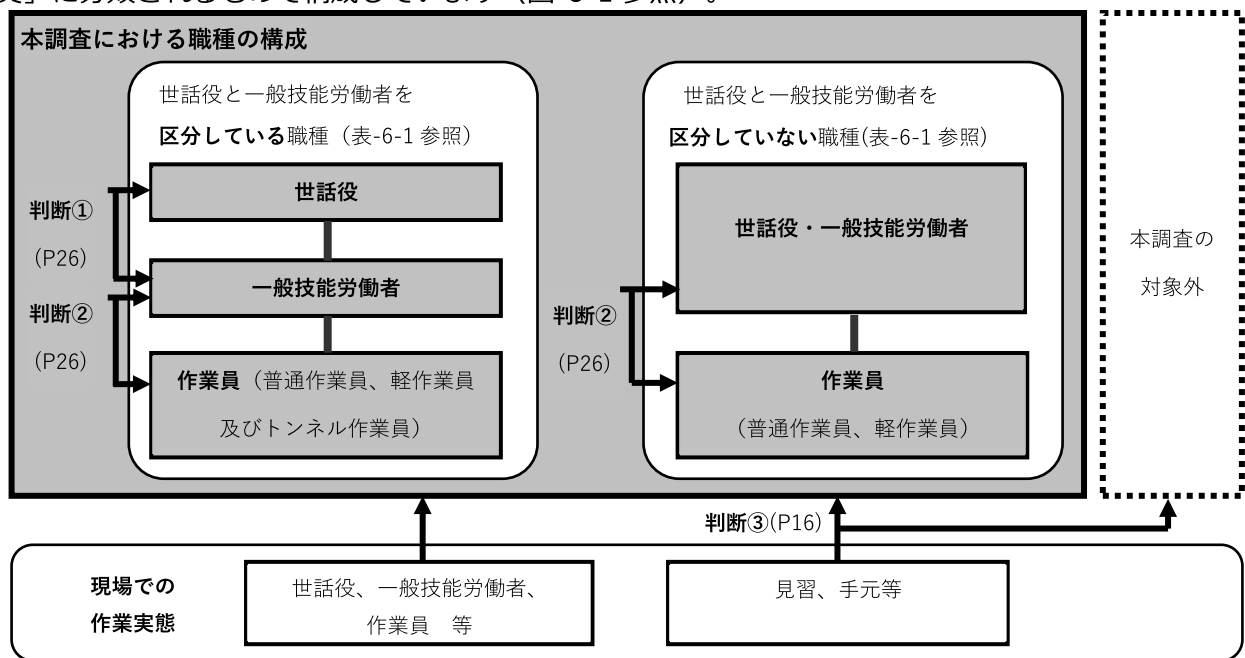 に分類されるもので構成しています（図-6-1 参照）。
本調査における職種の構成
世話役と一般技能労働者を
区分している職種（表-6-1 参照）
世話役
判断①
(P26)
一般技能労働者
判断②
(P26)
作業員（普通作業員、軽作業員
及びトンネル作業員）
世話役と一般技能労働者を
区分していない職種(表-6-1 参照)
世話役・一般技能労働者
判断②
(P26)
作業員
（普通作業員、軽作業員）
本調査の
対象外
判断③(P16)
現場での
作業実態
世話役、一般技能労働者、
作業員　等
見習、手元等